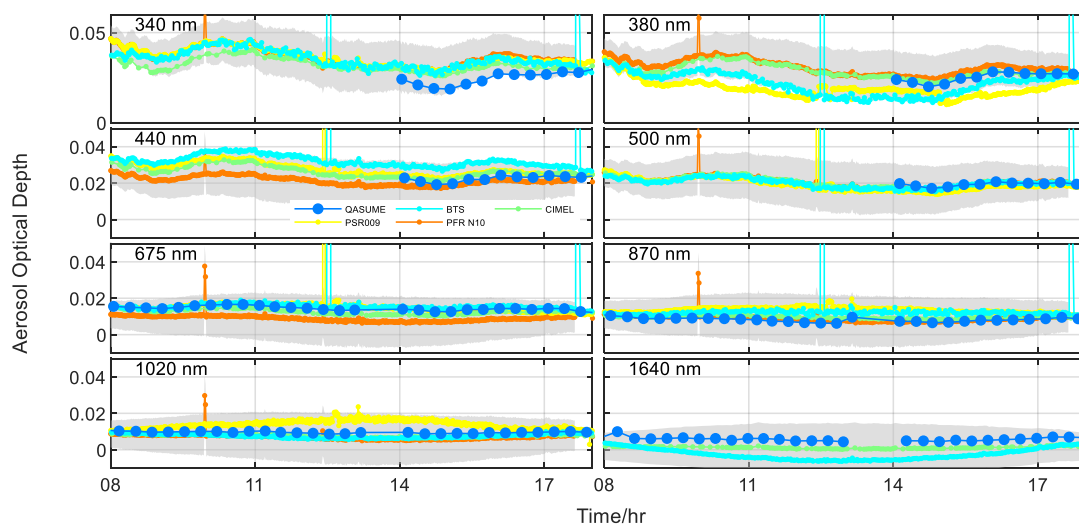 0.05
0
340 nm
380 nm
Aerosol Optical Depth
0.04
0.02
0
440 nm
500 nm
QASUME BTS CIMEL
PSR009 PFR N10
0.04
0.02
0
675 nm
870 nm
0.04
0.02
0
1020 nm
1640 nm
08 11 14 17 08 11 14 17
Time/hr